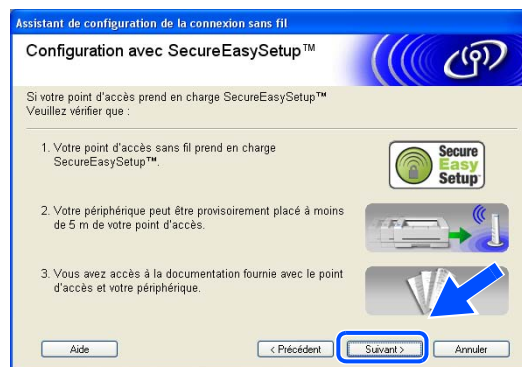 Assistant de configuration de la connexion sans fil
Configuration avec SecureEasySetup™
Si votre point d'accès prend en charge SecureEasySetup™
Veuillez vérifier que :
1. Votre point d'accès sans fil prend en charge
SecureEasySetup™.
Secure
Easy
Setup
2. Votre périphérique peut être provisoirement placé à moins
de 5 m de votre point d'accès.
3. Vous avez accès à la documentation fournie avec le point
d'accès et votre périphérique.
Aide
< Précédent
Suivant >
Annuler